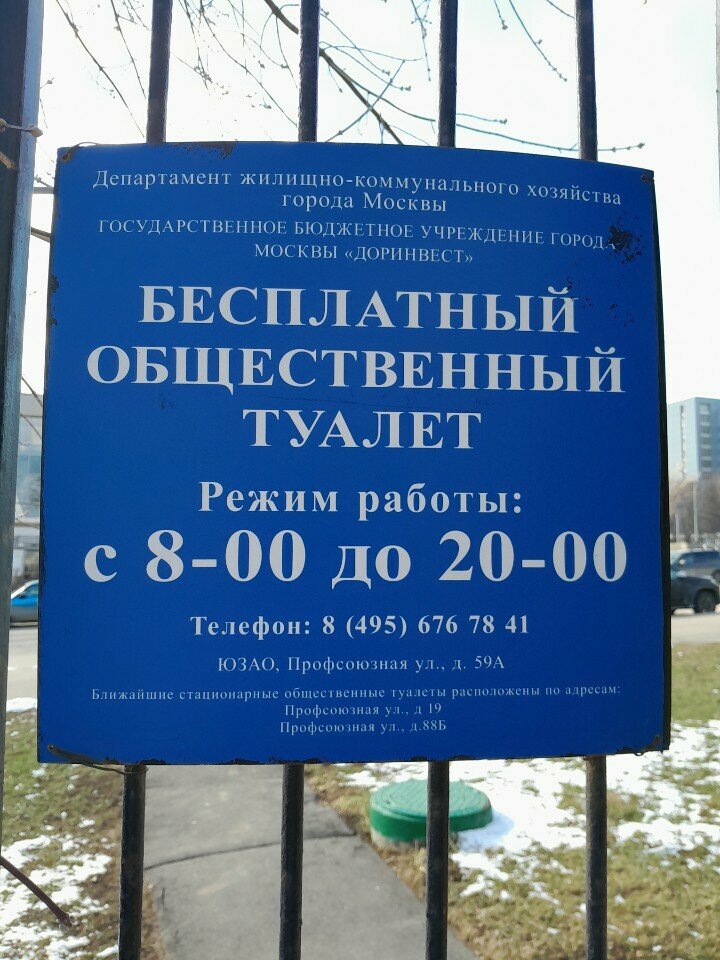 Департамент жилищно-коммунального хозяйства
города Москвы
ГОСУДАРСТВЕННОЕ БЮДЖЕТНОЕ УЧРЕЖДЕНИЕ ГОРОДА
МОСКВЫ «ДОРИНВЕСТ»
БЕСПЛАТНЫЙ
ОБЩЕСТВЕННЫЙ
ТУАЛЕТ
Режим работы:
с 8-00 до 20-00
Телефон: 8 (495) 676 78 41
ЮЗАО, Профсоюзная ул., д. 59А
Ближайшие стационарные общественные туалеты расположены по адресам:
Профсоюзная ул., д 19
Профсоюзная ул., д.88Б